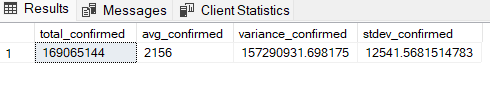 Results Messages Client Statistics
total_confirmed avg_confirmed variance_confirmed stdev_confirmed
1 169065144 2156 157290931.698175 12541.5681514783